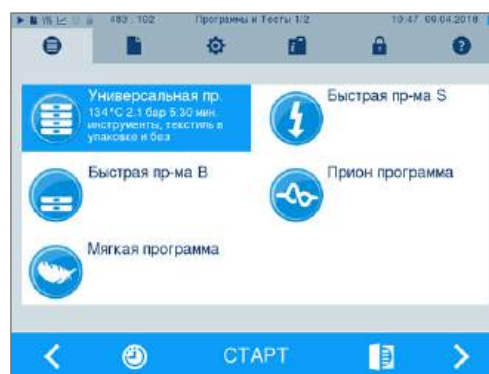 483 : 102 Программы и Тесты 1/2 10:47 09.04.2018
Универсальная пр.
134°C 2.1 бар 5:30 мин.
инструменты, текстиль в
упаковке и без
Быстрая пр-ма S
Быстрая пр-ма B
Прион программа
Мягкая программа
СТАРТ